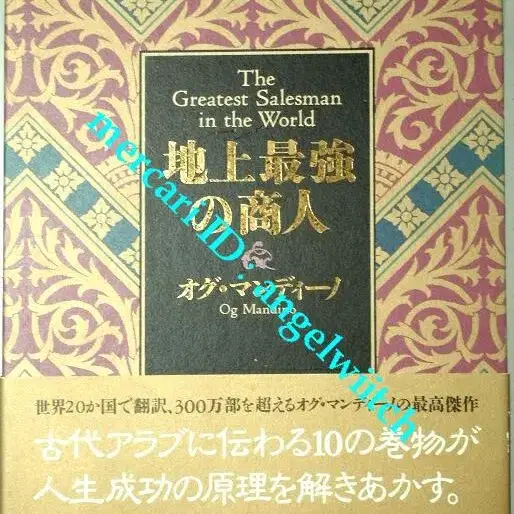 The
Greatest Salesman
in the World
地上最強
の商人
オグ・マンディーノ
Og Mandino
世界20か国で翻訳、300万部を超えるオグ・マンディーノの最高傑作
古代アラブに伝わる10の巻物が
人生成功の原理を解きあかす。
mercari ID: angelwiitch